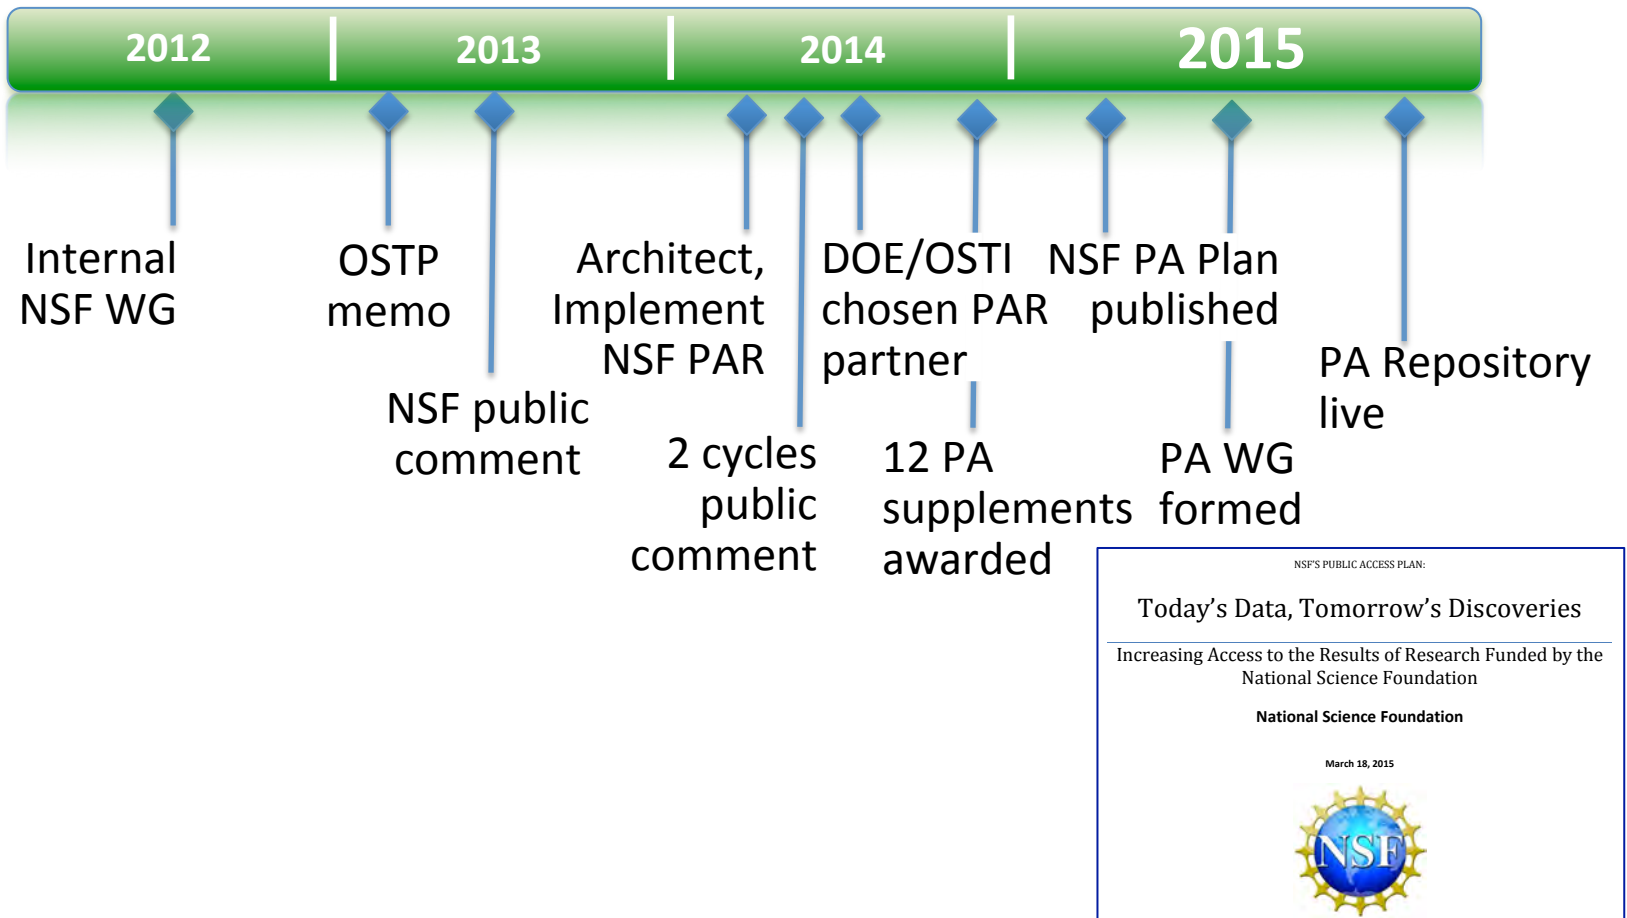 2012
2013
2014
2015
Internal
NSF WG
OSTP
memo
NSF public
comment
Architect,
Implement
NSF PAR
2 cycles
public
comment
DOE/OSTI
chosen PAR
partner
12 PA
supplements
awarded
NSF PA Plan
published
PA WG
formed
PA Repository
live
NSF'S PUBLIC ACCESS PLAN:
Today's Data, Tomorrow's Discoveries
Increasing Access to the Results of Research Funded by the
National Science Foundation
National Science Foundation
March 18, 2015
NSF